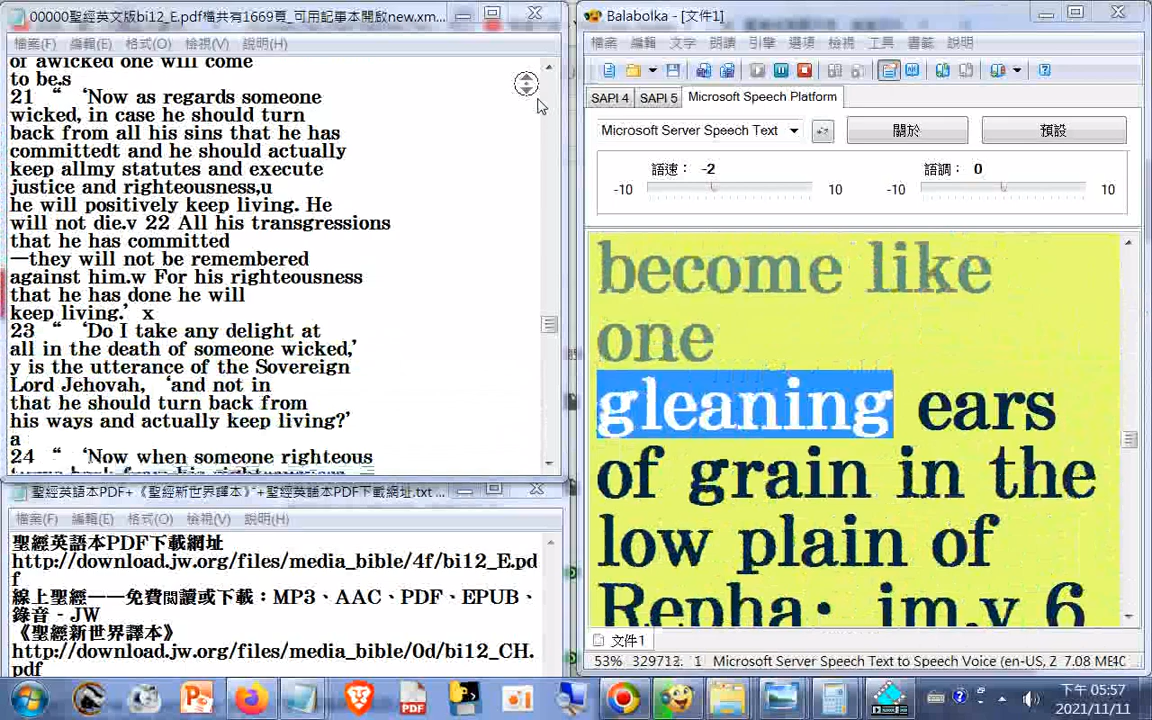 00000聖經英文版bi12_E.pdf檔共有1669頁_可用記事本開啟new.xm...
檔案(F) 編輯(E) 格式(O) 檢視(V) 說明(H)
of awicked one will come
to be.s
21 “ ‘Now as regards someone
wicked, in case he should turn
back from all his sins that he has
committedt and he should actually
keep allmy statutes and execute
justice and righteousness,u
he will positively keep living. He
will not die.v 22 All his transgressions
that he has committed
—they will not be remembered
against him.w For his righteousness
that he has done he will
keep living.’ x
23 “ ‘Do I take any delight at
all in the death of someone wicked,’
y is the utterance of the Sovereign
Lord Jehovah, ‘and not in
that he should turn back from
his ways and actually keep living?’
a
24 “ ‘Now when someone righteous
聖經英語本PDF+《聖經新世界譯本》"+聖經英語本PDF下載網址.txt ...
檔案(F) 編輯(E) 格式(O) 檢視(V) 說明(H)
聖經英語本PDF下載網址
http://download.jw.org/files/media_bible/4f/bi12_E.pd
f
線上聖經——免費閱讀或下載：MP3、AAC、PDF、EPUB、
錄音 - JW
《聖經新世界譯本》
http://download.jw.org/files/media_bible/0d/bi12_CH.
pdf
Balabolka - [文件1]
檔案 編輯 文字 朗讀 引擎 選項 檢視 工具 書籤 說明
SAPI 4 SAPI 5 Microsoft Speech Platform
Microsoft Server Speech Text 關於 預設
語速： -2 語調： 0
-10 10 -10 10
become like
one
gleaning ears
of grain in the
low plain of
Repha· im.y 6
文件1
53% 329712. 1 Microsoft Server Speech Text to Speech Voice (en-US, Z 7.08 ME
下午 05:57
2021/11/11